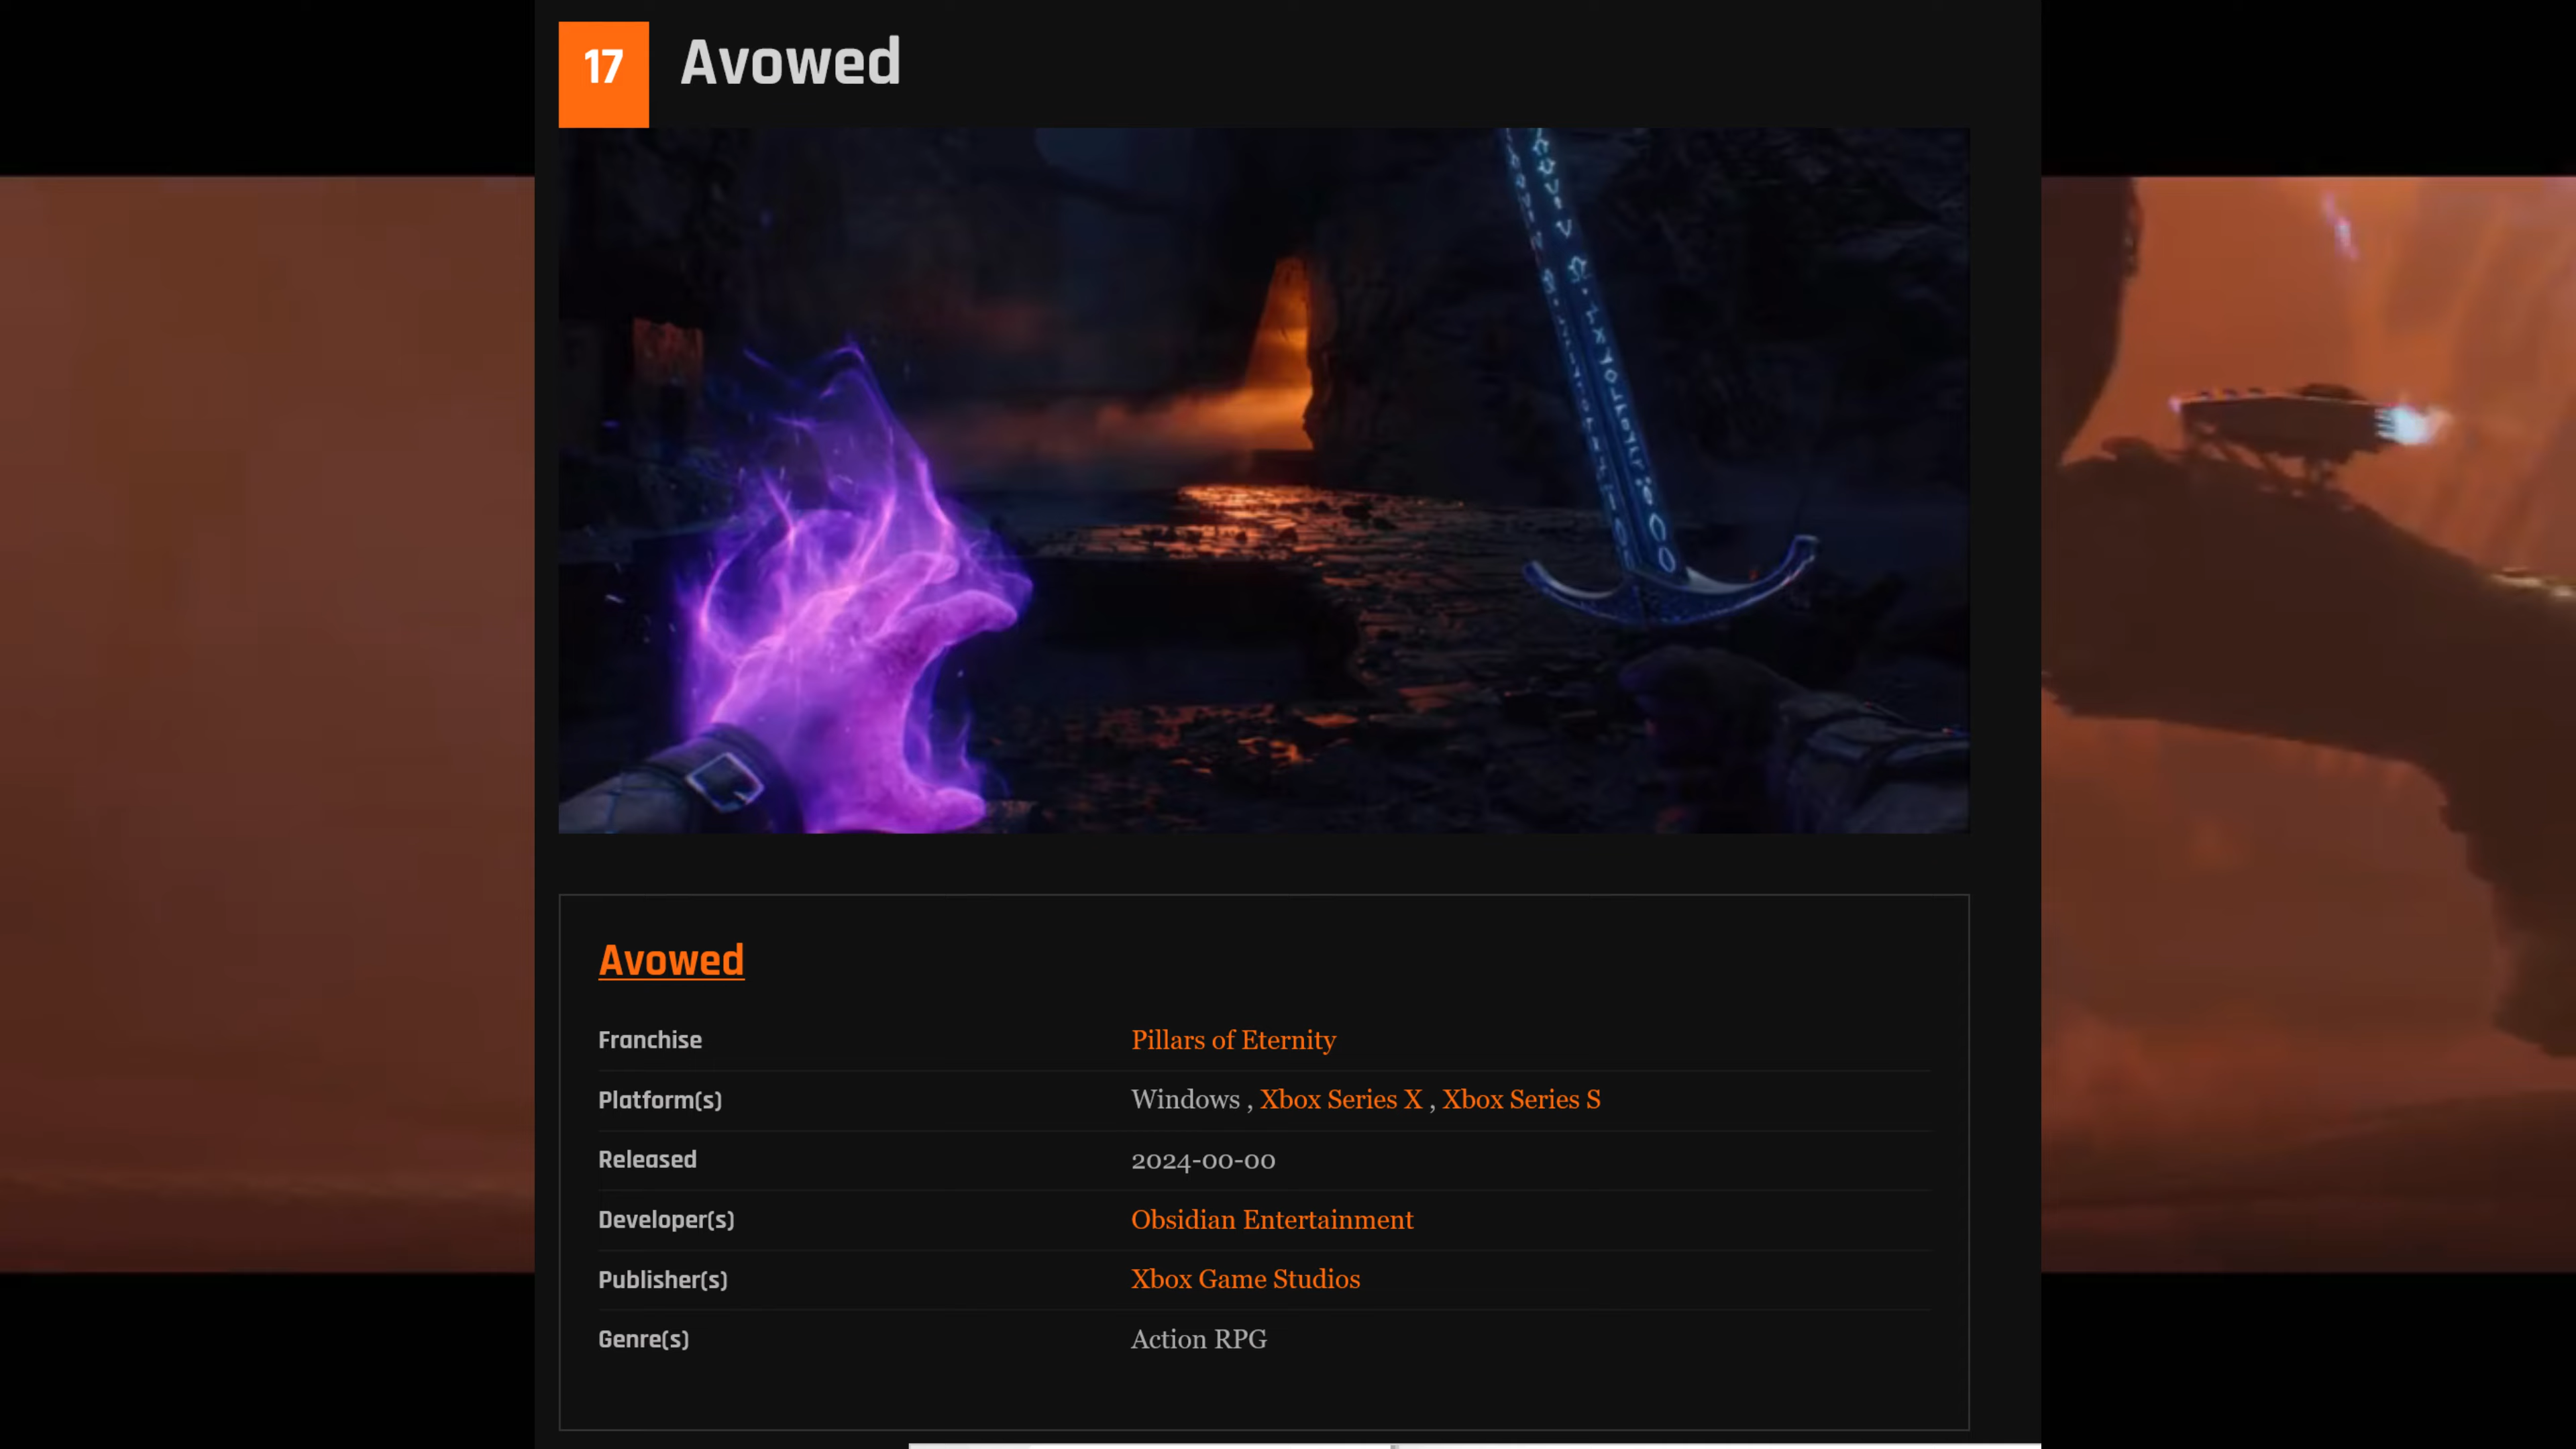 17 Avowed
Avowed
Franchise Pillars of Eternity
Platform(s) Windows , Xbox Series X , Xbox Series S
Released 2024-00-00
Developer(s) Obsidian Entertainment
Publisher(s) Xbox Game Studios
Genre(s) Action RPG